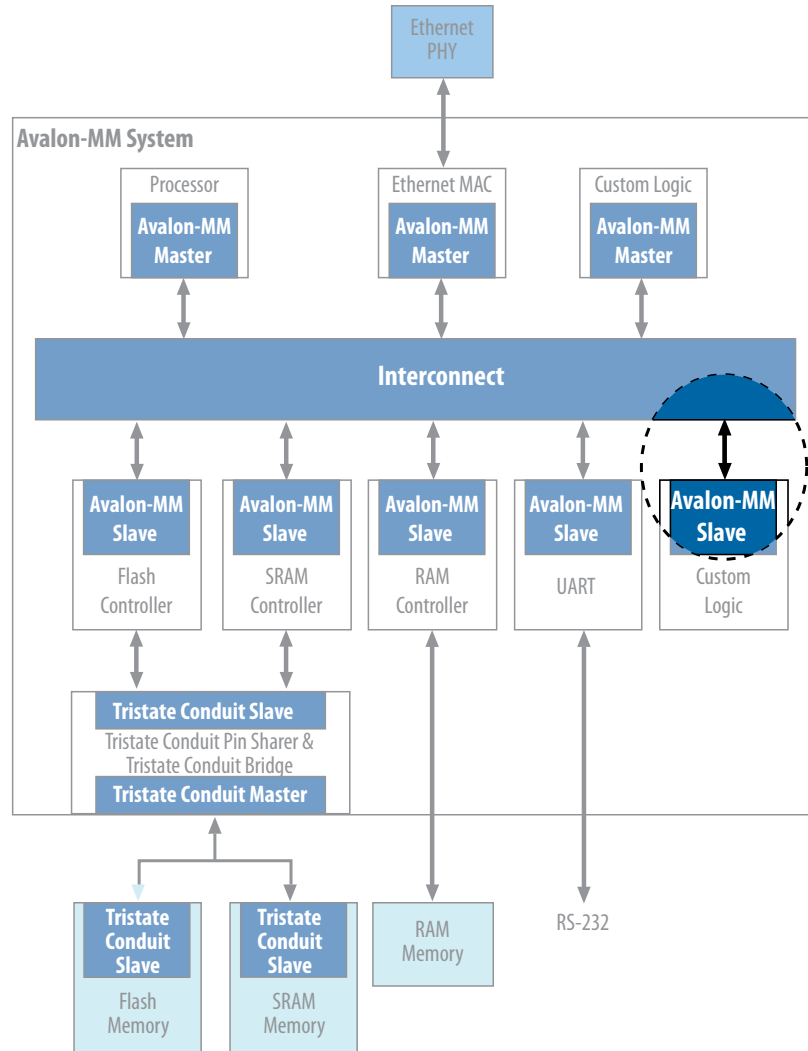 Ethernet
PHY
Avalon-MM System
Processor
Avalon-MM
Master
Ethernet MAC
Avalon-MM
Master
Custom Logic
Avalon-MM
Master
Interconnect
Avalon-MM
Slave
Flash
Controller
Avalon-MM
Slave
SRAM
Controller
Avalon-MM
Slave
RAM
Controller
Avalon-MM
Slave
UART
Avalon-MM
Slave
Custom
Logic
Tristate Conduit Slave
Tristate Conduit Pin Sharer &
Tristate Conduit Bridge
Tristate Conduit Master
Tristate
Conduit
Slave
Flash
Memory
Tristate
Conduit
Slave
SRAM
Memory
RAM
Memory
RS-232